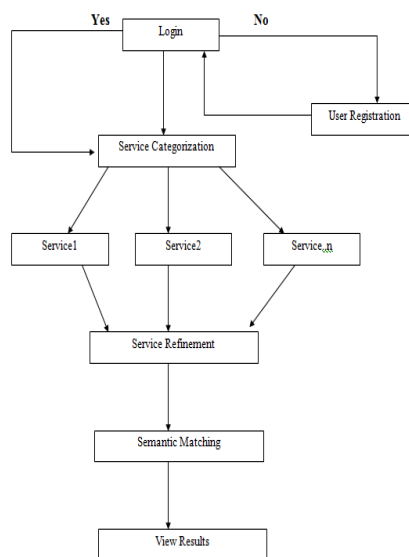 Yes No
Login
User Registration
Service Categorization
Service1 Service2 Service..n
Service Refinement
Semantic Matching
View Results